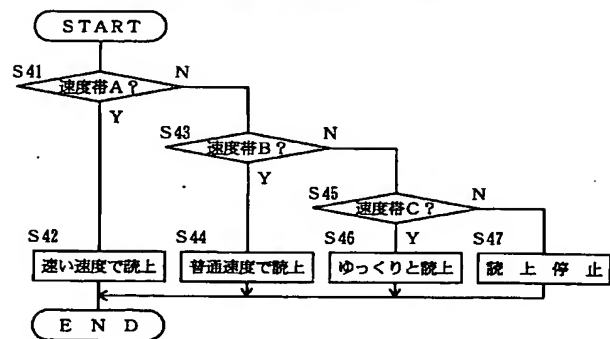 START
S41
速度帯A?
N
Y
S43
速度帯B?
N
Y
S45
速度帯C?
N
Y
S42
速い速度で読上
S44
普通速度で読上
S46
ゆっくりと読上
S47
読 上 停 止
E N D